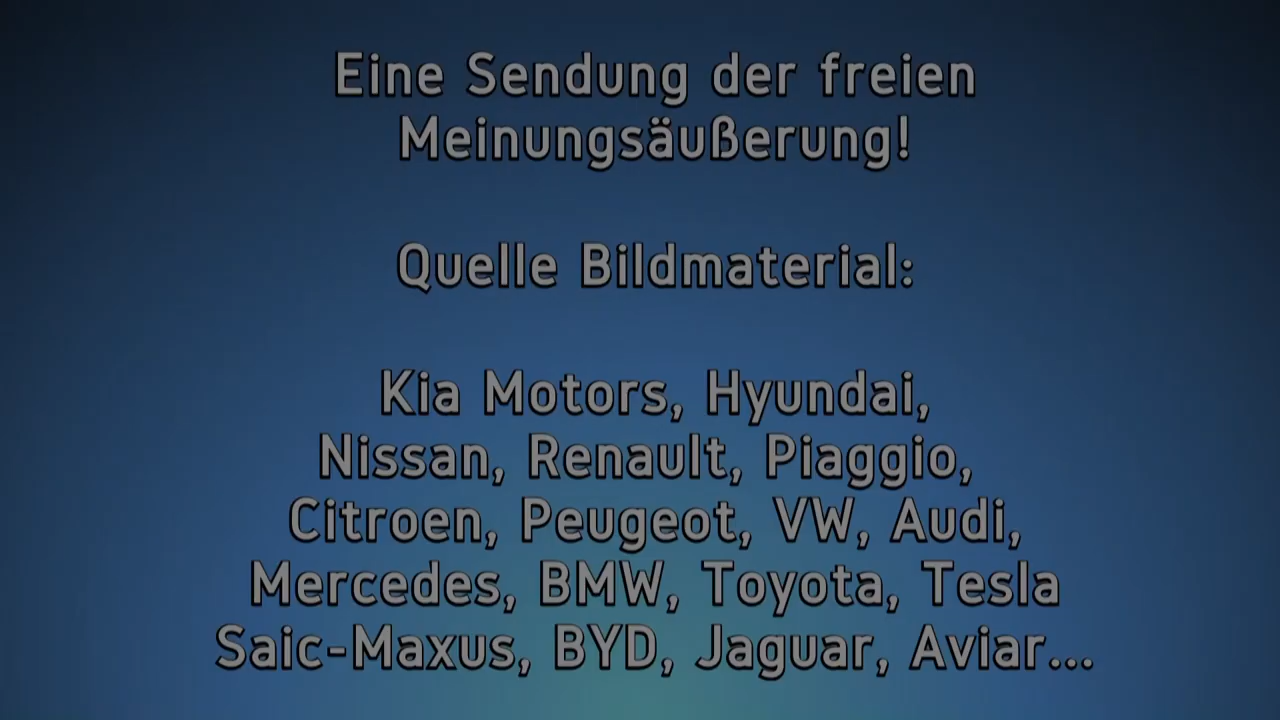 Eine Sendung der freien
Meinungsäußerung!
Quelle Bildmaterial:
Kia Motors, Hyundai,
Nissan, Renault, Piaggio,
Citroen, Peugeot, VW, Audi,
Mercedes, BMW, Toyota, Tesla
Saic-Maxus, BYD, Jaguar, Aviar...